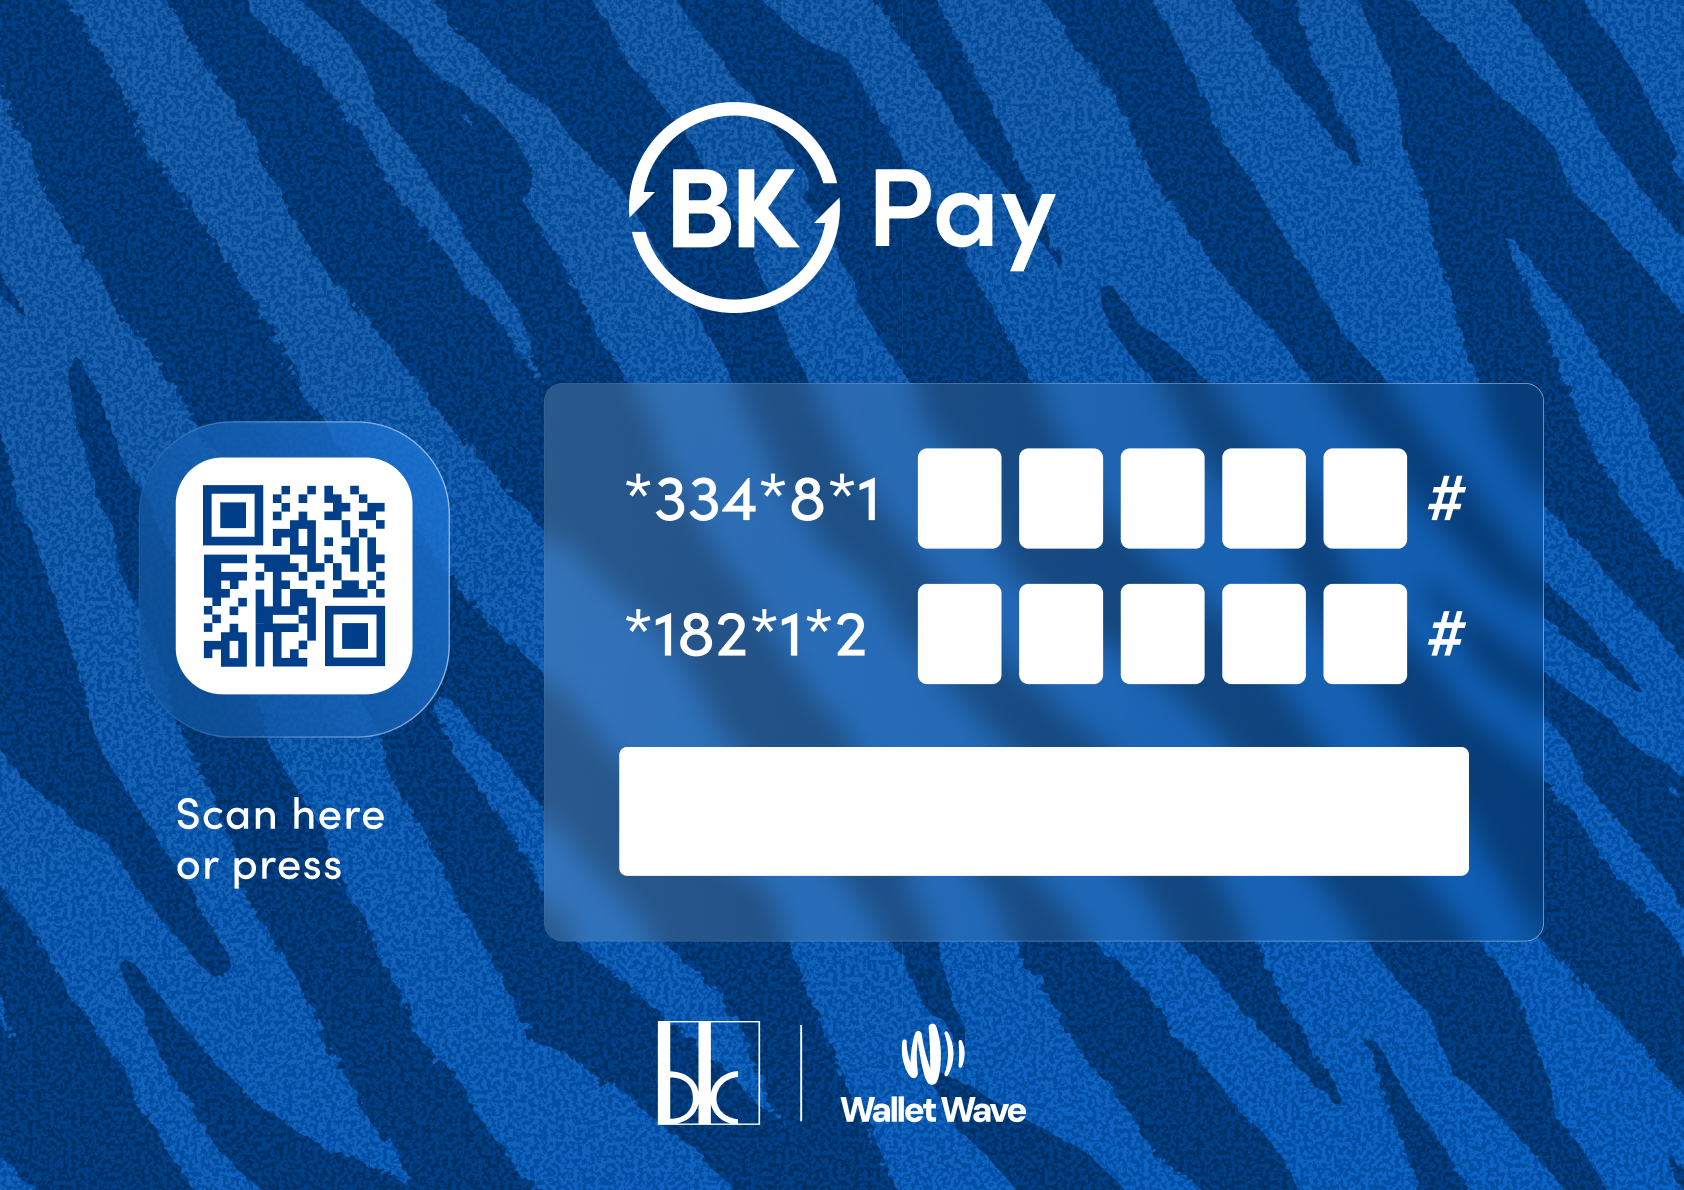 BK Pay
*334*8*1 #
*182*1*2 #
Scan here
or press
bk
Wallet Wave